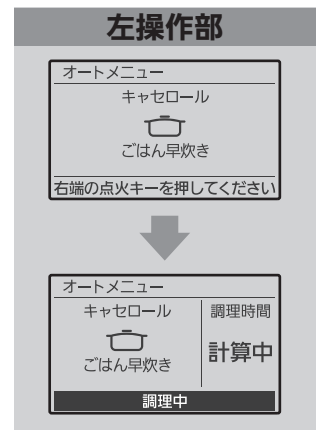 左操作部
オートメニュー
キャセロール
ごはん早炊き
右端の点火キーを押してください
オートメニュー
キャセロール
ごはん早炊き
調理時間
計算中
調理中